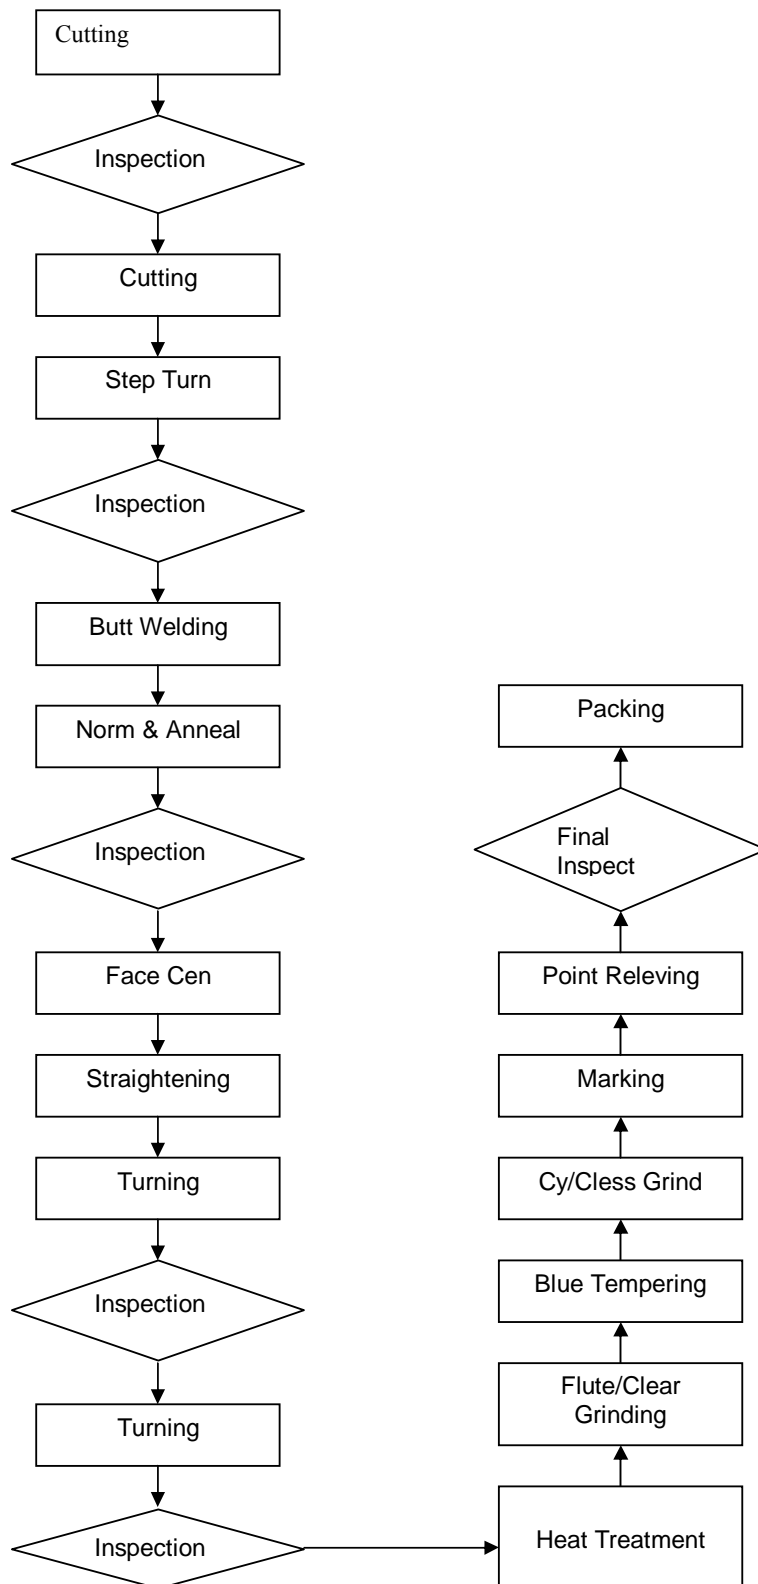 Cutting
Inspection
Cutting
Step Turn
Inspection
Butt Welding
Norm & Anneal
Inspection
Face Cen
Straightening
Turning
Inspection
Turning
Inspection
Heat Treatment
Flute/Clear
Grinding
Blue Tempering
Cy/Cless Grind
Marking
Point Releving
Final
Inspect
Packing